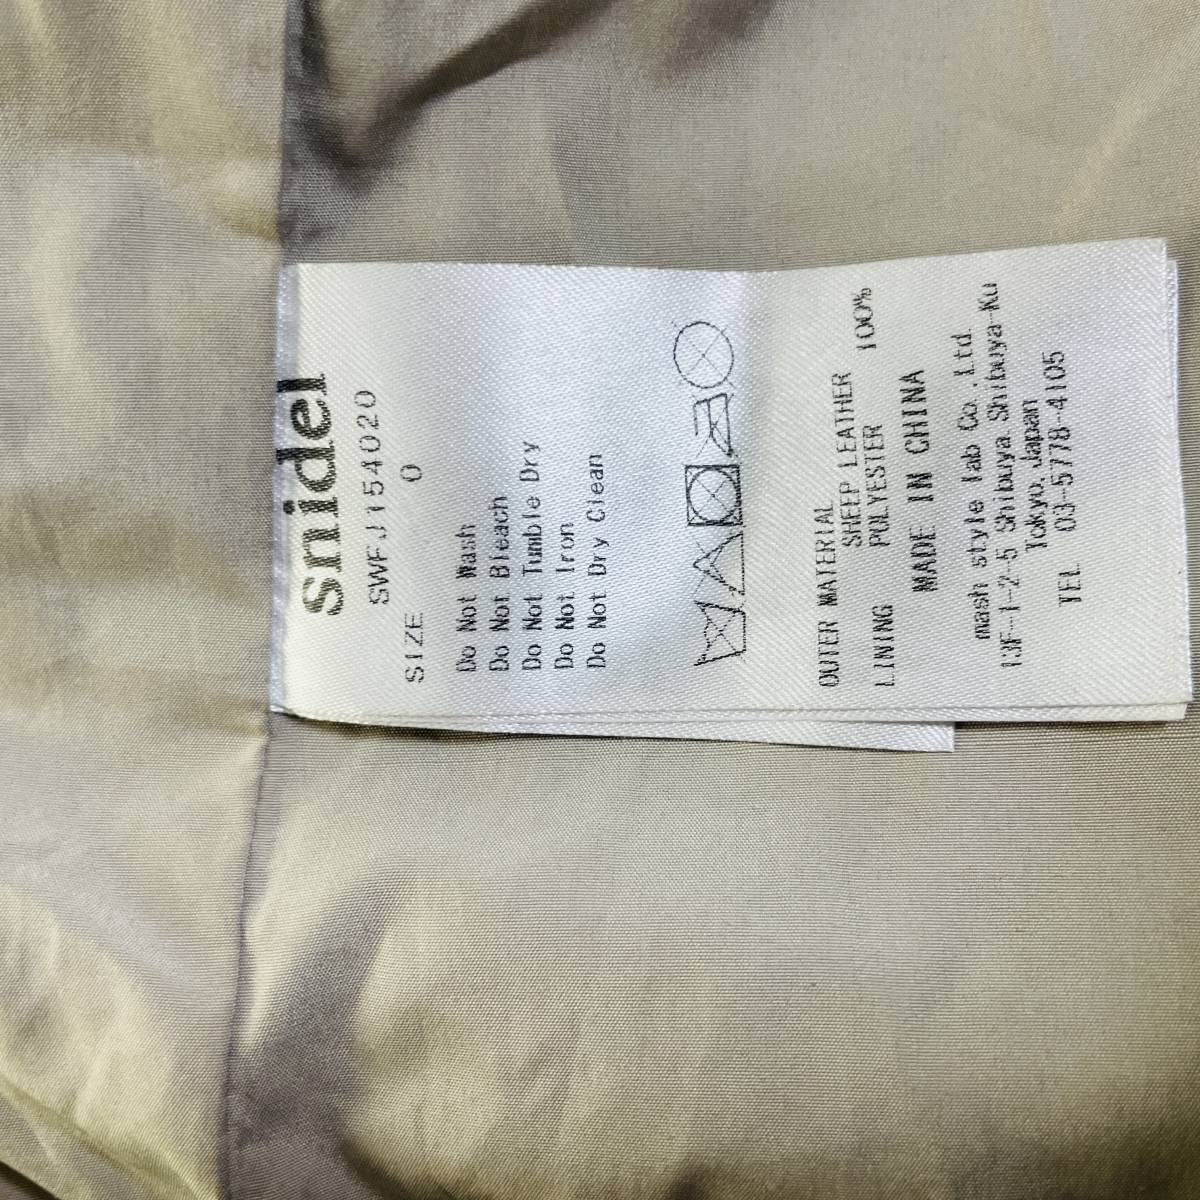 snidel
SWFJ154020
SIZE 0
Do Not Wash
Do Not Bleach
Do Not Tumble Dry
Do Not Iron
Do Not Dry Clean
OUTER MATERIAL
SHEEP LEATHER
LINING POLYESTER 100%
MADE IN CHINA
mash style lab Co.,Ltd.
13F-1-2-5 Shibuya, Shibuya-Ku
Tokyo, Japan
TEL 03-5778-4105